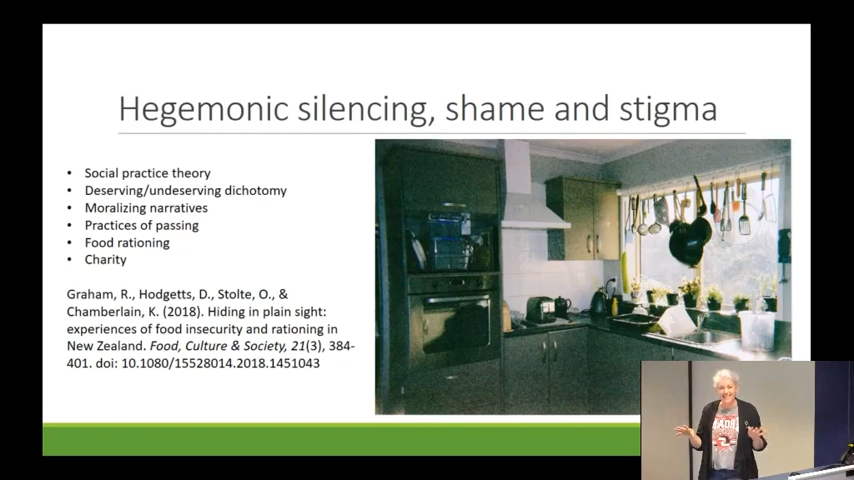 Hegemonic silencing, shame and stigma
• Social practice theory
• Deserving/undeserving dichotomy
• Moralizing narratives
• Practices of passing
• Food rationing
• Charity
Graham, R., Hodgetts, D., Stolte, O., &
Chamberlain, K. (2018). Hiding in plain sight:
experiences of food insecurity and rationing in
New Zealand. Food, Culture & Society, 21(3), 384-
401. doi: 10.1080/15528014.2018.1451043